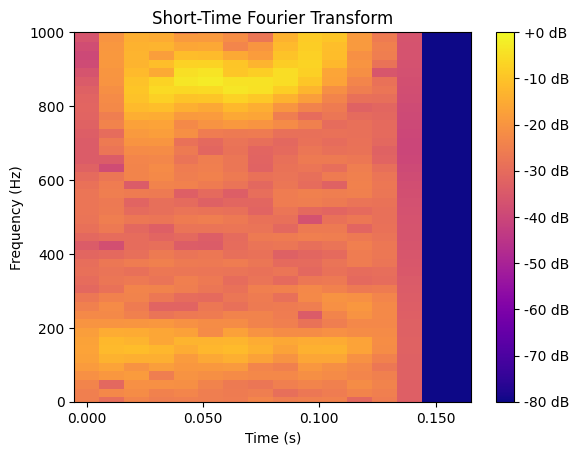 Short-Time Fourier Transform
Frequency (Hz)
1000
800
600
400
200
0
0.000 0.050 0.100 0.150
Time (s)
+0 dB
-10 dB
-20 dB
-30 dB
-40 dB
-50 dB
-60 dB
-70 dB
-80 dB